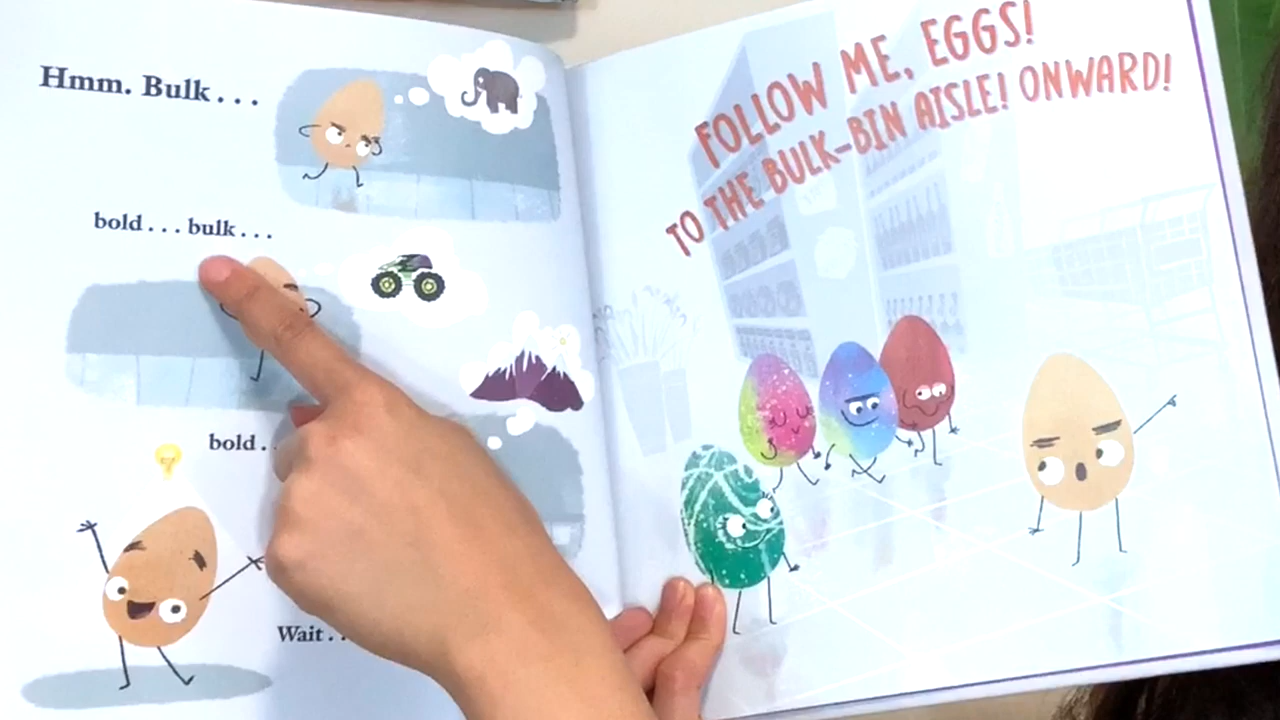 Hmm. Bulk...
bold... bulk...
bold..
Wait..
FOLLOW ME, EGGS!
TO THE BULK-BIN AISLE! ONWARD!